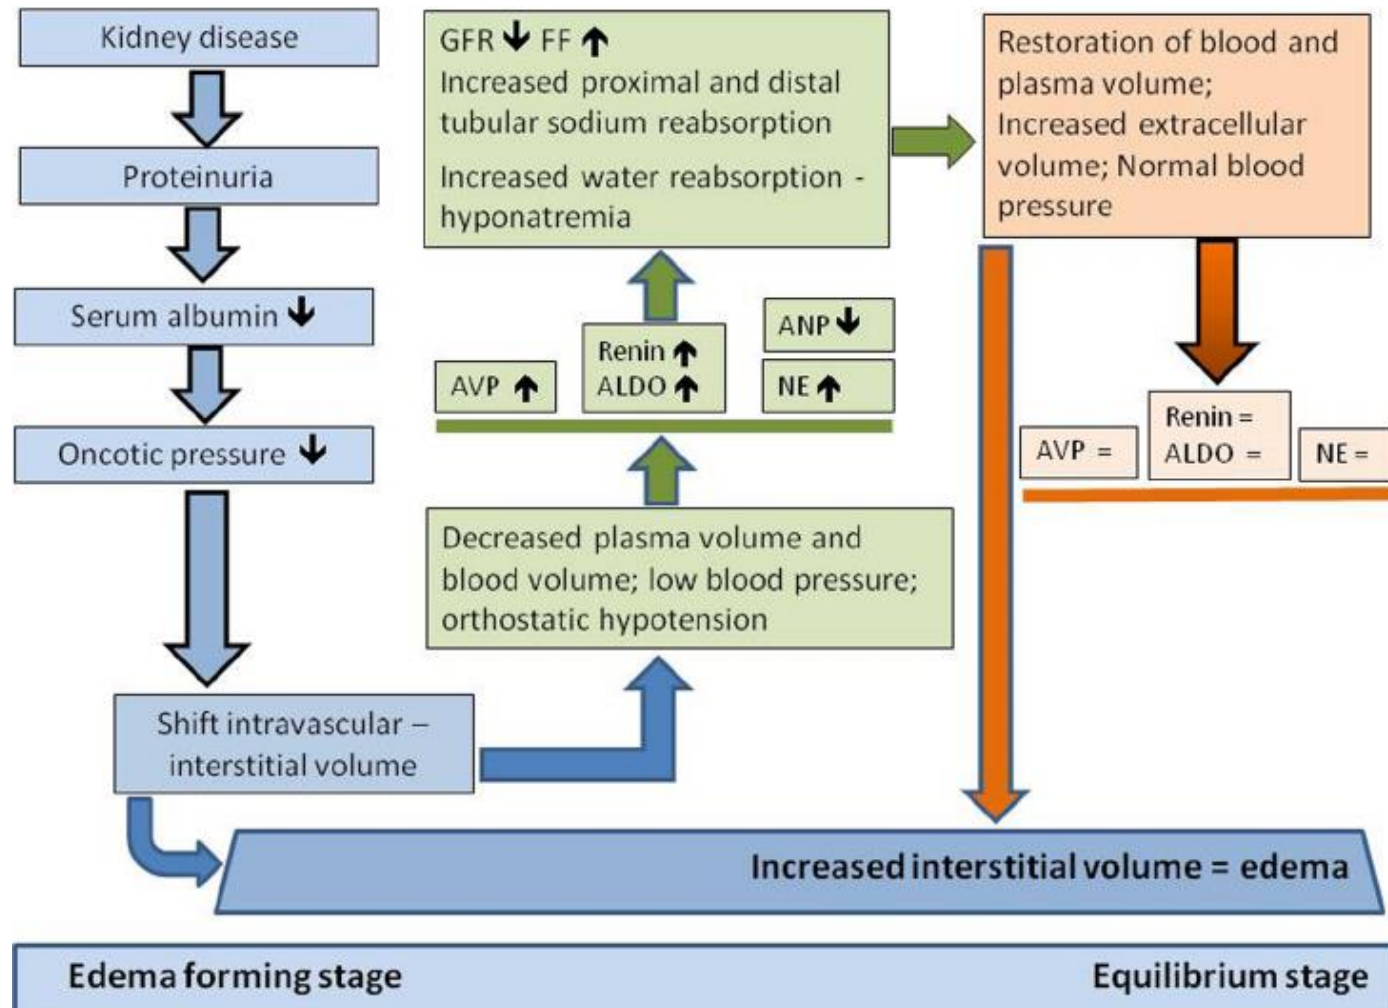 Kidney disease
Proteinuria
Serum albumin ↓
Oncotic pressure ↓
Shift intravascular –
interstitial volume
GFR ↓ FF ↑
Increased proximal and distal
tubular sodium reabsorption
Increased water reabsorption -
hyponatremia
AVP ↑
Renin ↑
ALDO ↑
ANP ↓
NE ↑
Decreased plasma volume and
blood volume; low blood pressure;
orthostatic hypotension
Restoration of blood and
plasma volume;
Increased extracellular
volume; Normal blood
pressure
AVP =
Renin =
ALDO =
NE =
Increased interstitial volume = edema
Edema forming stage
Equilibrium stage